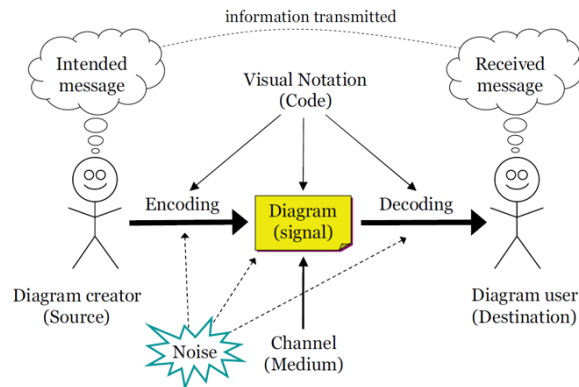 information transmitted
Intended
message
Received
message
Visual Notation
(Code)
Encoding
Diagram
(signal)
Decoding
Diagram creator
(Source)
Noise
Channel
(Medium)
Diagram user
(Destination)